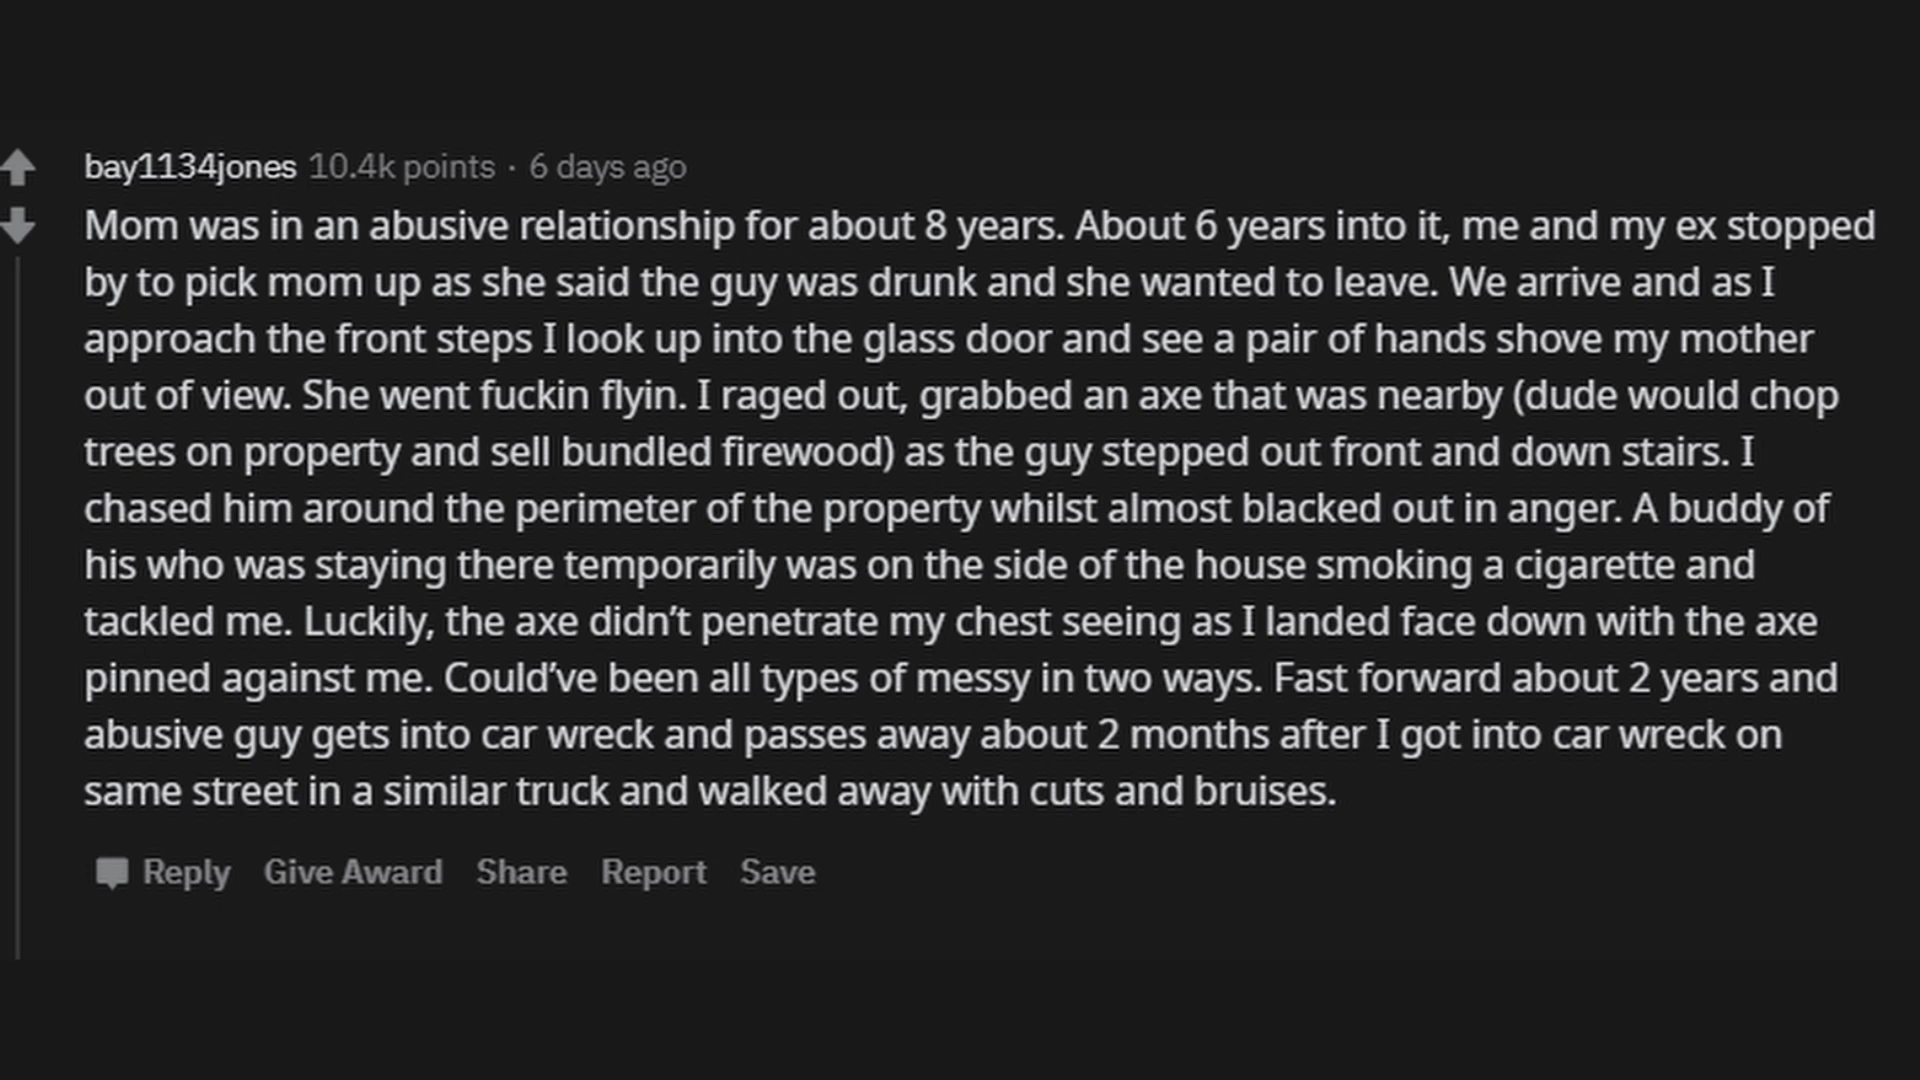 bay1134jones 10.4k points · 6 days ago
Mom was in an abusive relationship for about 8 years. About 6 years into it, me and my ex stopped
by to pick mom up as she said the guy was drunk and she wanted to leave. We arrive and as I
approach the front steps I look up into the glass door and see a pair of hands shove my mother
out of view. She went fuckin flyin. I raged out, grabbed an axe that was nearby (dude would chop
trees on property and sell bundled firewood) as the guy stepped out front and down stairs. I
chased him around the perimeter of the property whilst almost blacked out in anger. A buddy of
his who was staying there temporarily was on the side of the house smoking a cigarette and
tackled me. Luckily, the axe didn’t penetrate my chest seeing as I landed face down with the axe
pinned against me. Could’ve been all types of messy in two ways. Fast forward about 2 years and
abusive guy gets into car wreck and passes away about 2 months after I got into car wreck on
same street in a similar truck and walked away with cuts and bruises.
Reply Give Award Share Report Save